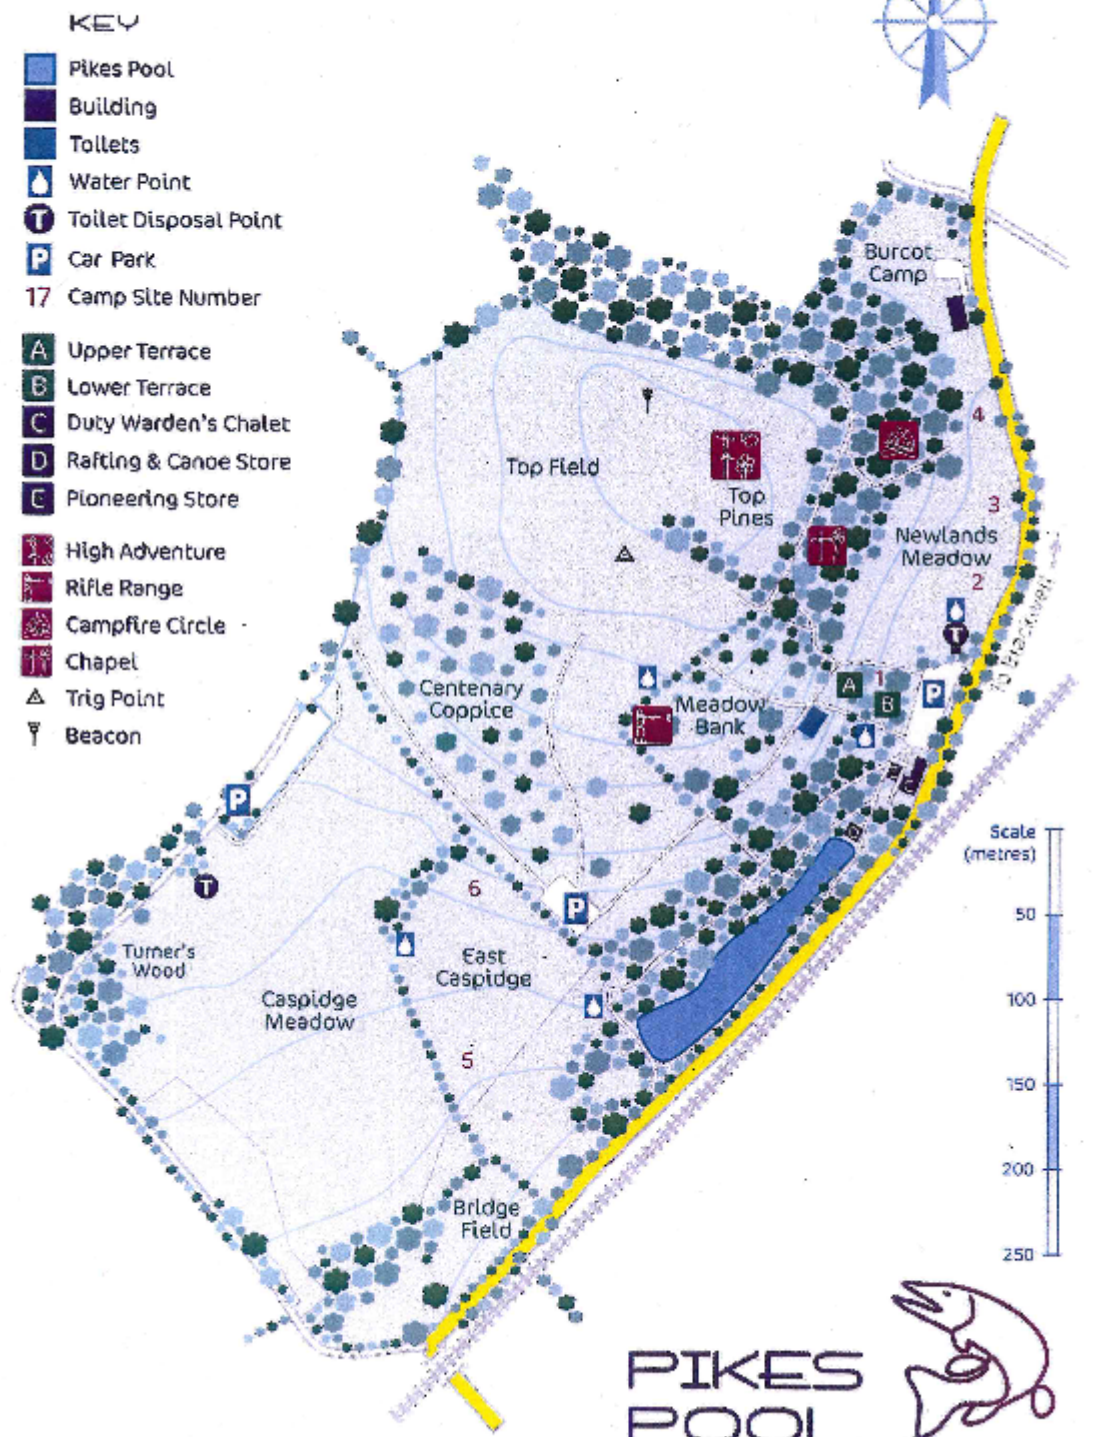 KEY
Pikes Pool
Building
Toilets
Water Point
T
Toilet Disposal Point
P
Car Park
17
Camp Site Number
A
Upper Terrace
B
Lower Terrace
C
Duty Warden's Chalet
D
Rafting & Canoe Store
E
Pioneering Store
High Adventure
Rifle Range
Campfire Circle
Chapel
Trig Point
Beacon
Burcot
Camp
4
Top Field
Top
Pines
3
Newlands
Meadow
2
T
To Blackwell
Centenary
Coppice
Meadow
Bank
1
A
B
P
E
C
D
P
T
6
P
Turner's
Wood
East
Caspidge
Caspidge
Meadow
5
Bridge
Field
Scale
(metres)
50
100
150
200
250
PIKES
POOL